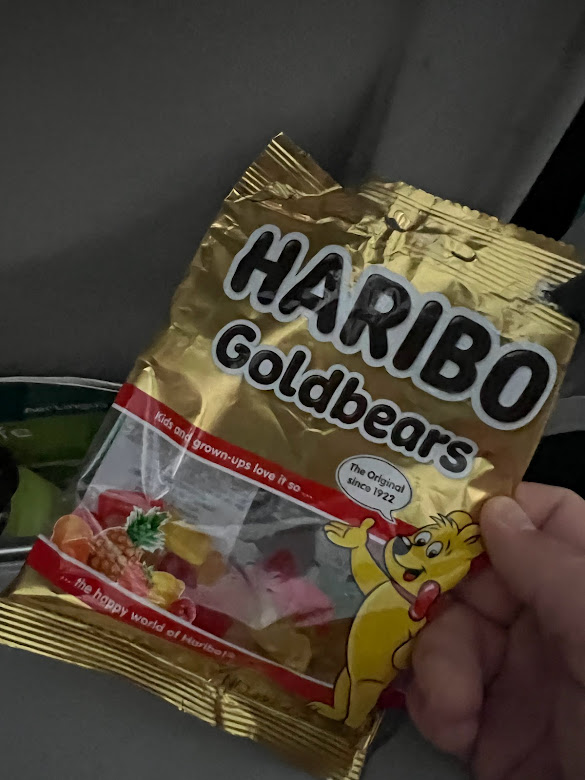 HARIBO
Goldbears
Kids and grown-ups love it so ...
The Original
since 1922
... the happy world of Haribo!®